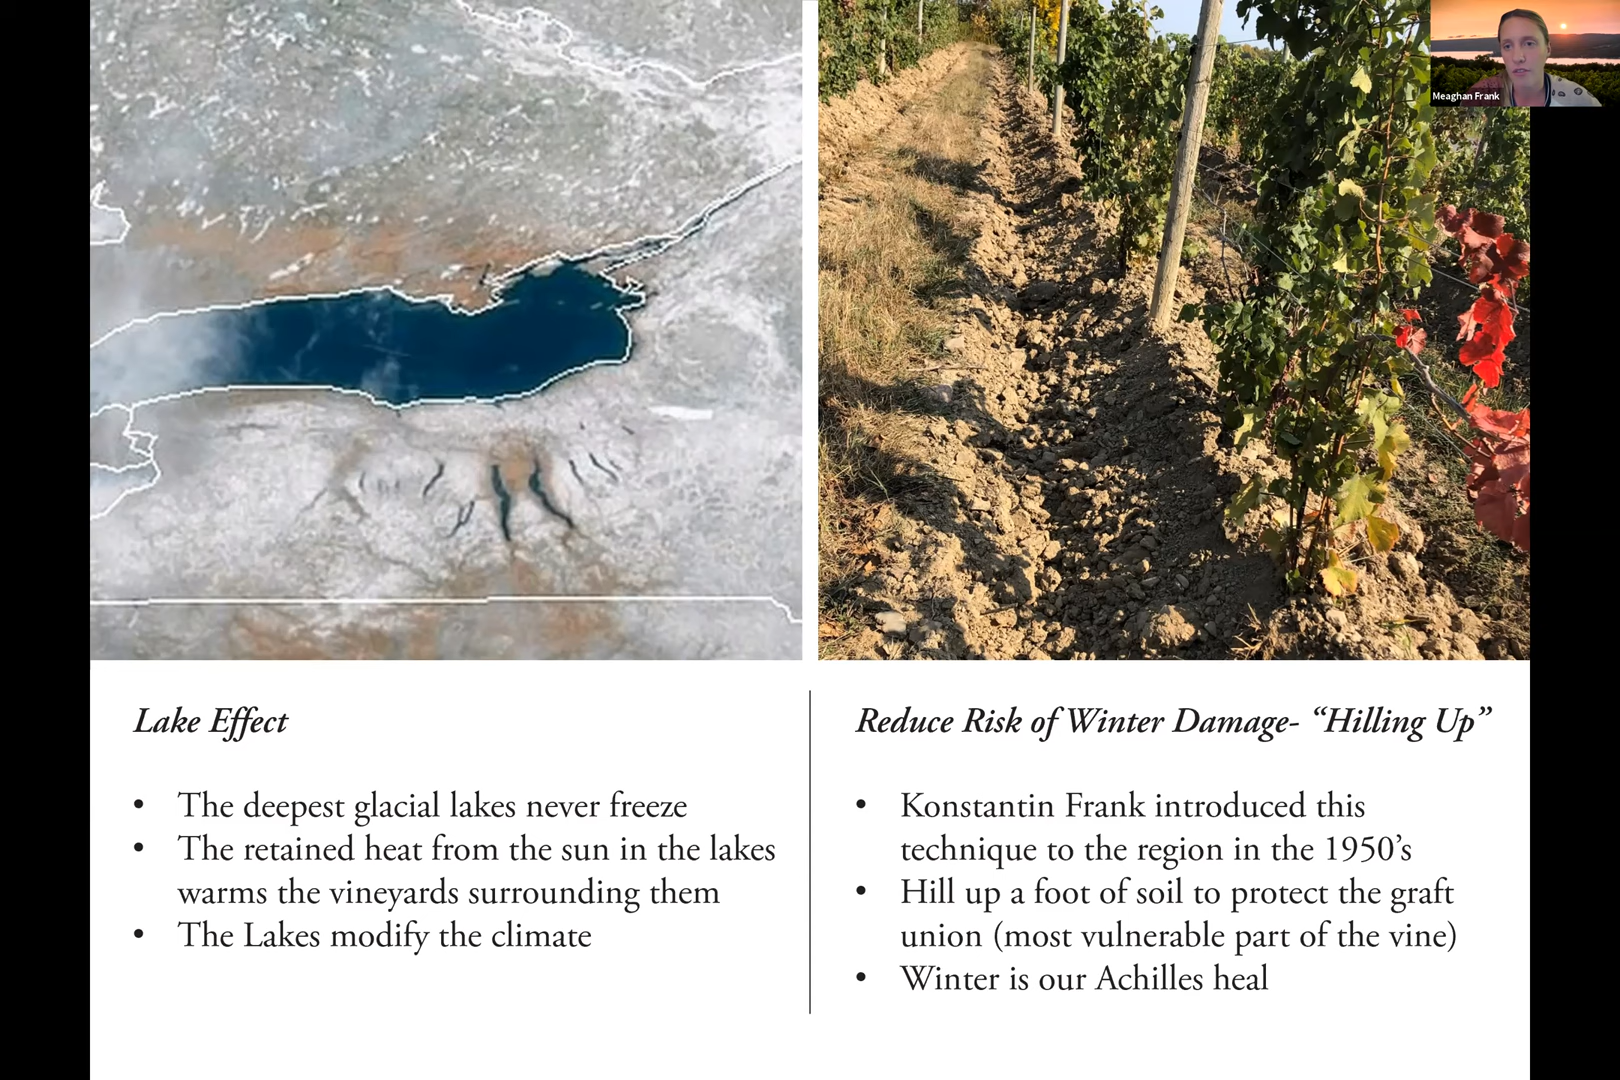 Meaghan Frank
Lake Effect
• The deepest glacial lakes never freeze
• The retained heat from the sun in the lakes
warms the vineyards surrounding them
• The Lakes modify the climate
Reduce Risk of Winter Damage- “Hilling Up”
• Konstantin Frank introduced this
technique to the region in the 1950’s
• Hill up a foot of soil to protect the graft
union (most vulnerable part of the vine)
• Winter is our Achilles heal